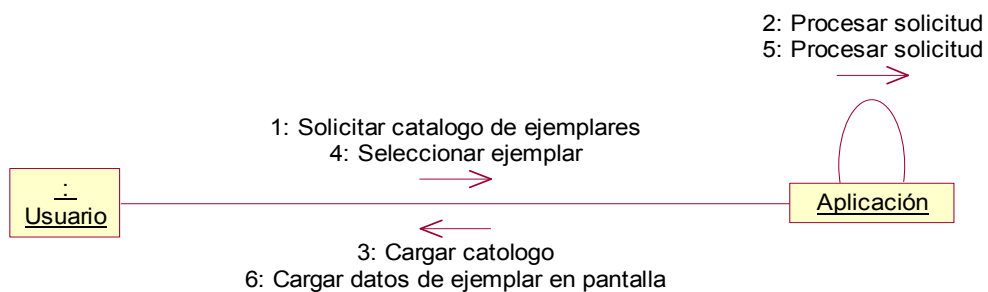 2: Procesar solicitud
5: Procesar solicitud
1: Solicitar catalogo de ejemplares
4: Seleccionar ejemplar
:
Usuario
Aplicación
3: Cargar catologo
6: Cargar datos de ejemplar en pantalla